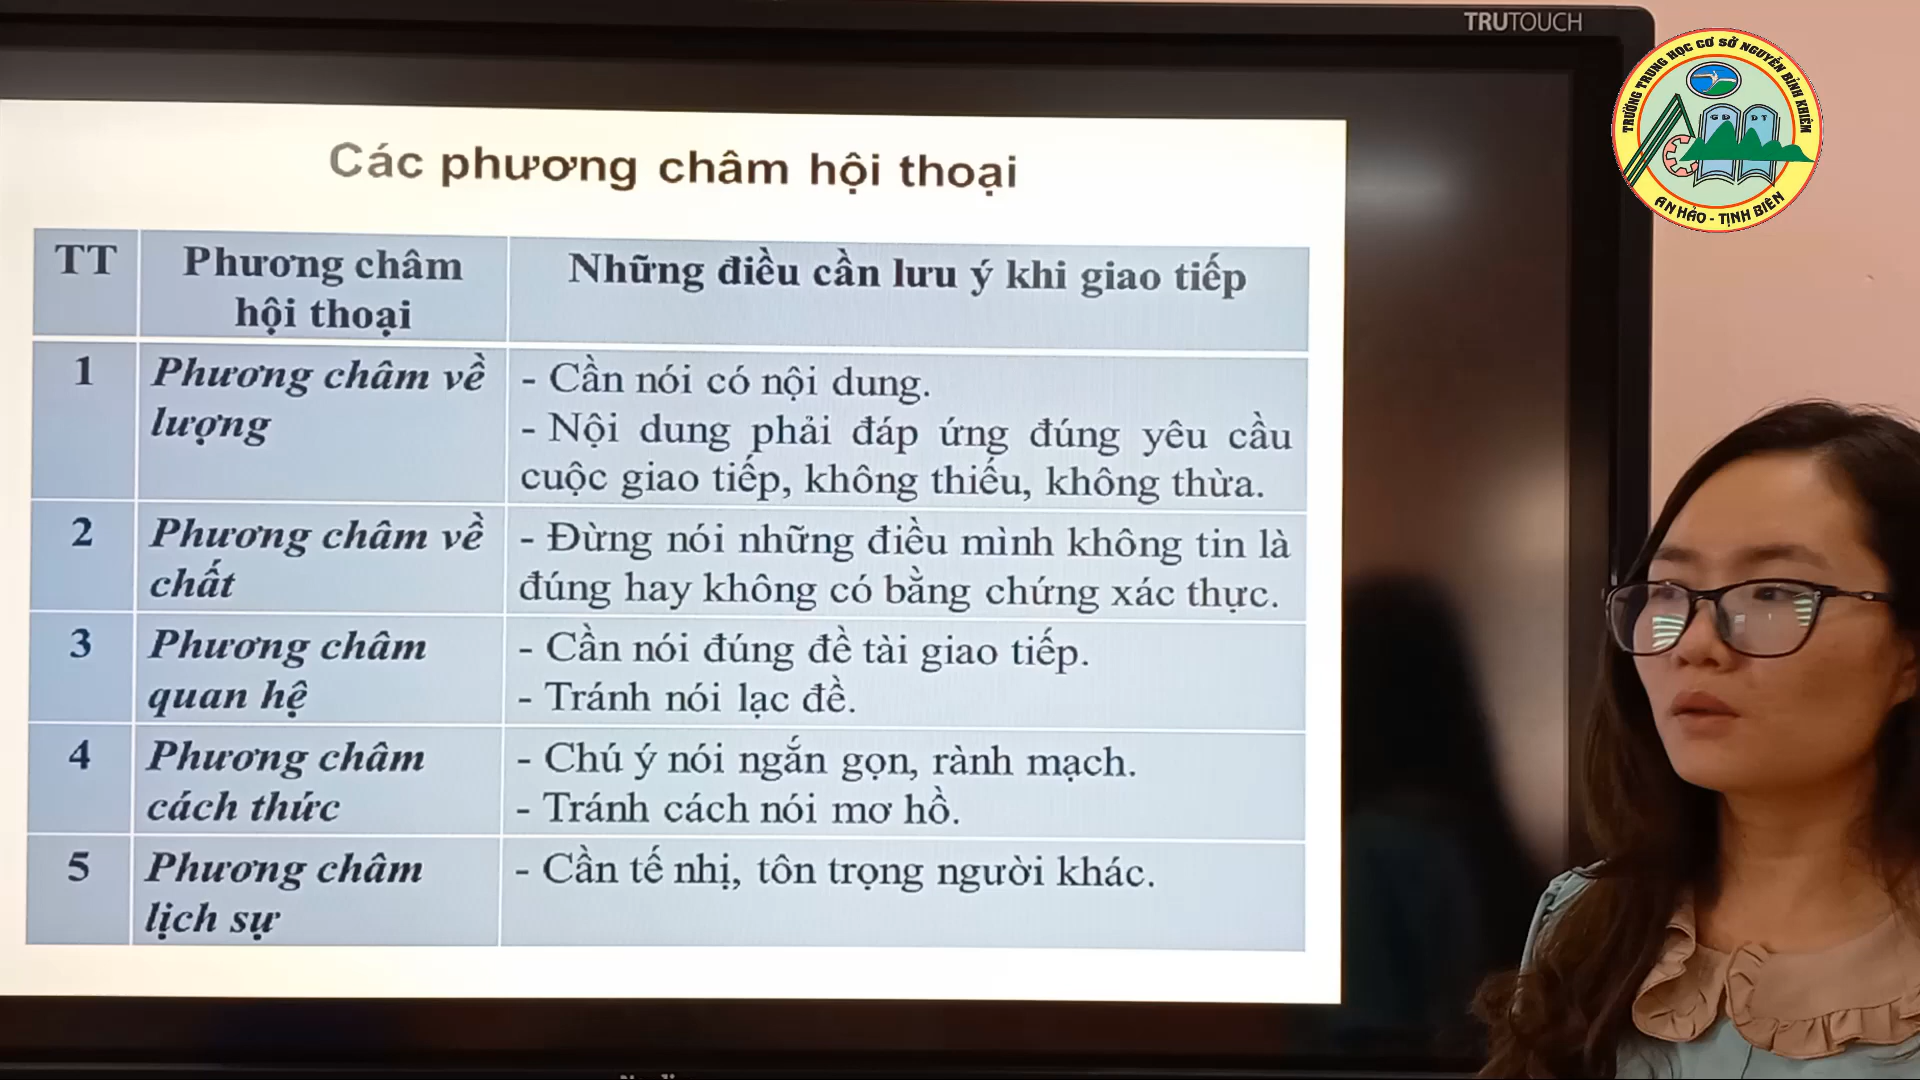 TRUTOUCH
TRƯỜNG TRUNG HỌC CƠ SỞ NGUYỄN BỈNH KHIÊM
GD ĐT
AN HẢO - TỊNH BIÊN
Các phương châm hội thoại
TT
Phương châm
hội thoại
Những điều cần lưu ý khi giao tiếp
1
Phương châm về
lượng
- Cần nói có nội dung.
- Nội dung phải đáp ứng đúng yêu cầu
cuộc giao tiếp, không thiếu, không thừa.
2
Phương châm về
chất
- Đừng nói những điều mình không tin là
đúng hay không có bằng chứng xác thực.
3
Phương châm
quan hệ
- Cần nói đúng đề tài giao tiếp.
- Tránh nói lạc đề.
4
Phương châm
cách thức
- Chú ý nói ngắn gọn, rành mạch.
- Tránh cách nói mơ hồ.
5
Phương châm
lịch sự
- Cần tế nhị, tôn trọng người khác.